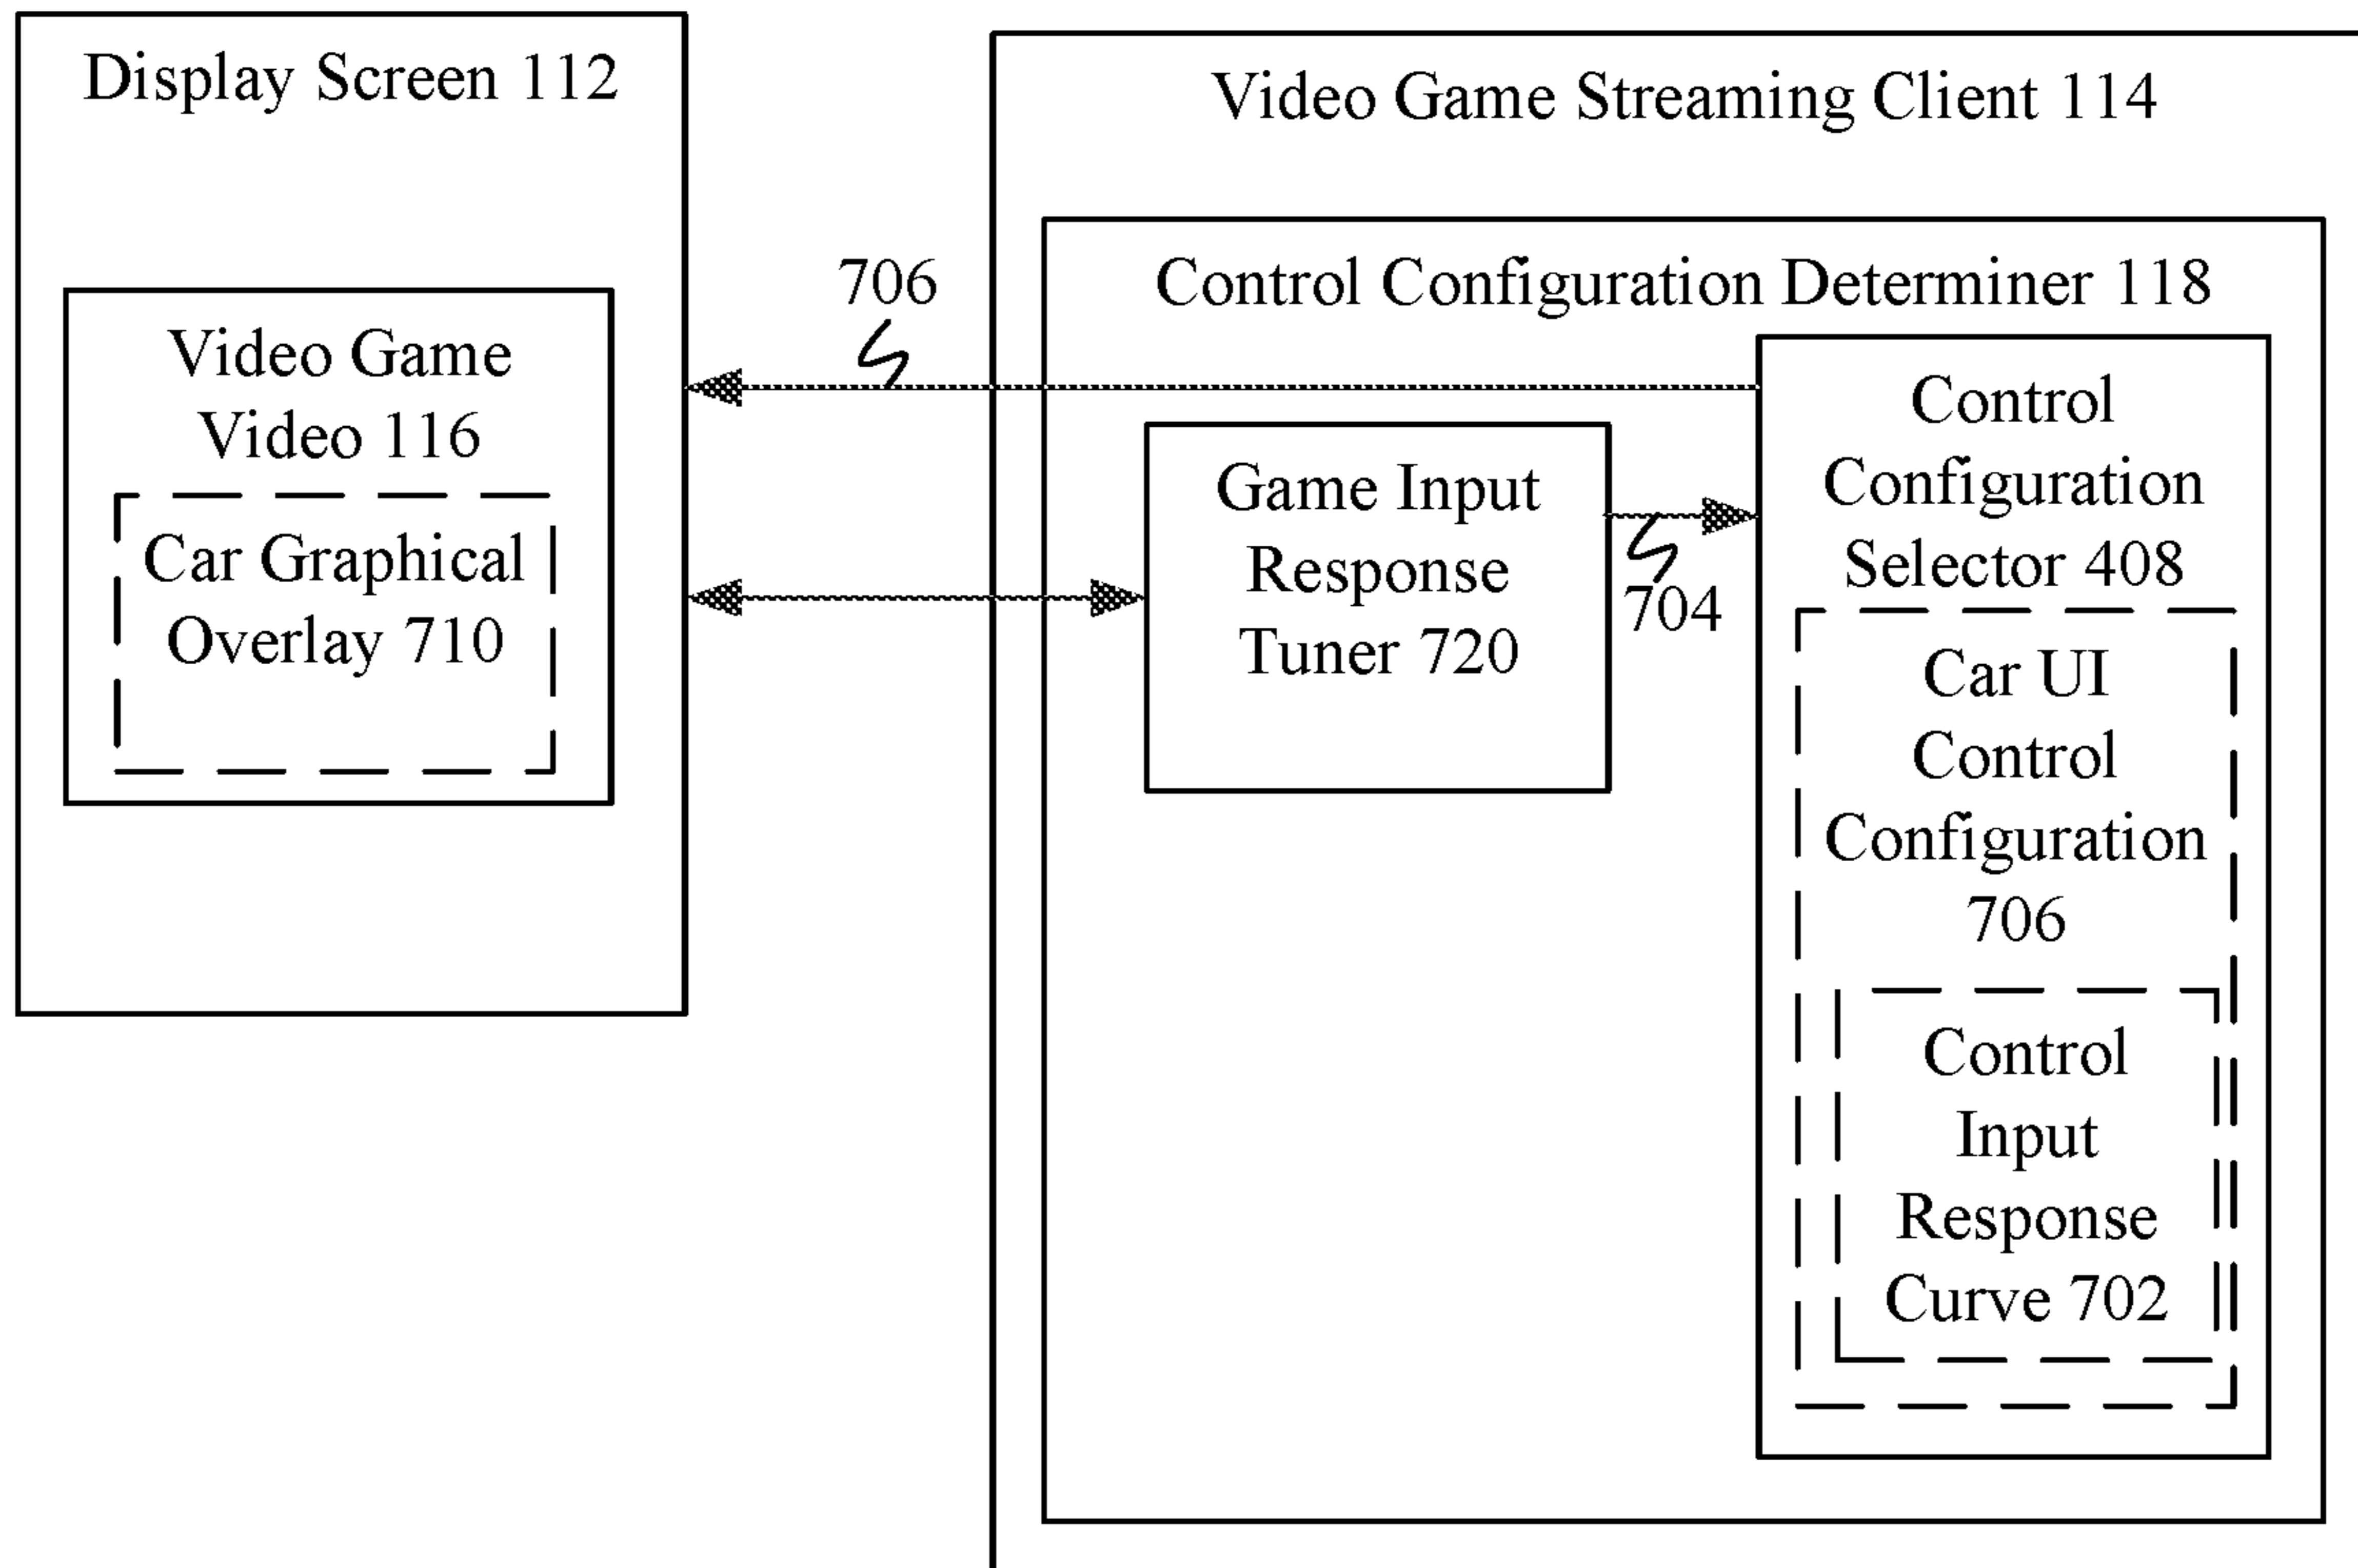 Display Screen 112
Video Game
Video 116
Car Graphical
Overlay 710
706
Video Game Streaming Client 114
Control Configuration Determiner 118
Game Input
Response
Tuner 720
704
Control
Configuration
Selector 408
Car UI
Control
Configuration
706
Control
Input
Response
Curve 702